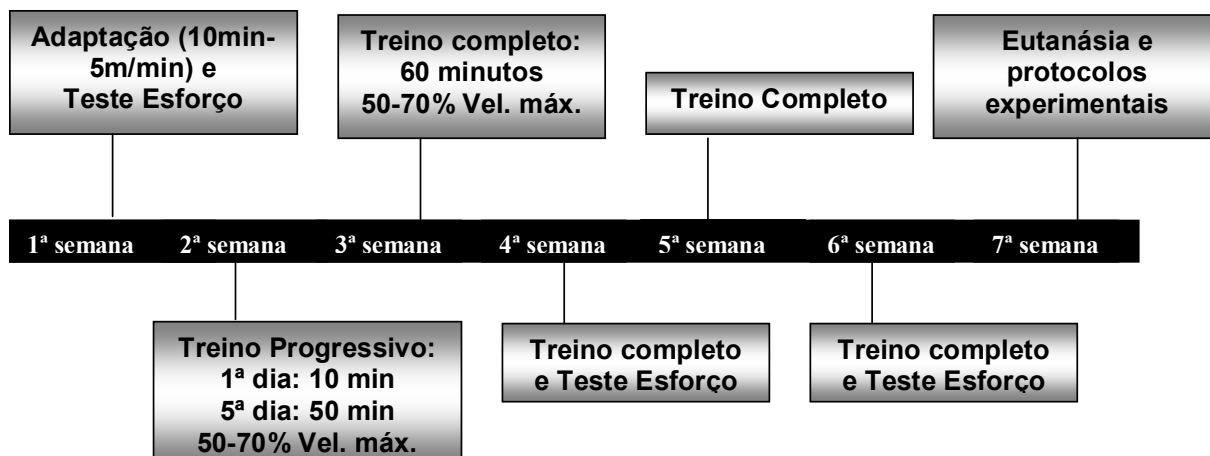 Adaptação (10min-
5m/min) e
Teste Esforço
Treino completo:
60 minutos
50-70% Vel. máx.
Treino Completo
Eutanásia e
protocolos
experimentais
1ª semana 2ª semana 3ª semana 4ª semana 5ª semana 6ª semana 7ª semana
Treino Progressivo:
1ª dia: 10 min
5ª dia: 50 min
50-70% Vel. máx.
Treino completo
e Teste Esforço
Treino completo
e Teste Esforço